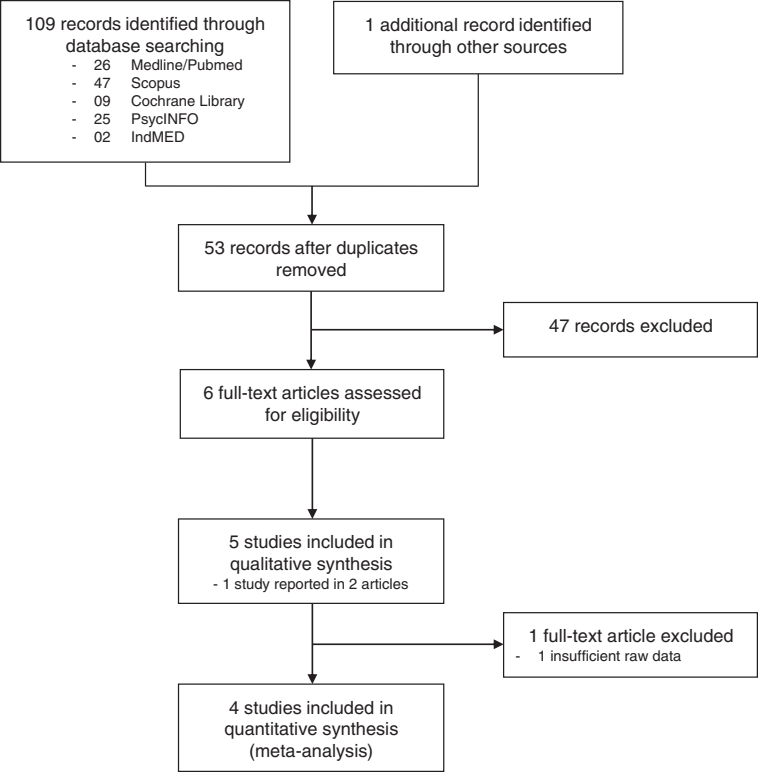 109 records identified through
database searching
- 26 Medline/Pubmed
- 47 Scopus
- 09 Cochrane Library
- 25 PsycINFO
- 02 IndMED
1 additional record identified
through other sources
53 records after duplicates
removed
47 records excluded
6 full-text articles assessed
for eligibility
5 studies included in
qualitative synthesis
- 1 study reported in 2 articles
1 full-text article excluded
- 1 insufficient raw data
4 studies included in
quantitative synthesis
(meta-analysis)